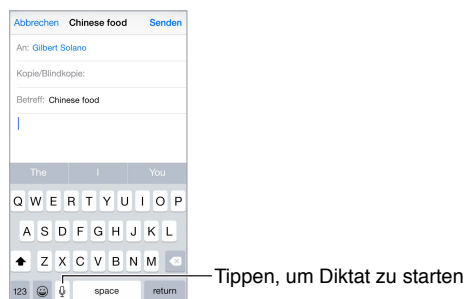 Abbrechen Chinese food Senden
An: Gilbert Solano
Kopie/Blindkopie:
Betreff: Chinese food
The I You
Q W E R T Y U I O P
A S D F G H J K L
Z X C V B N M
123 space return
Tippen, um Diktat zu starten